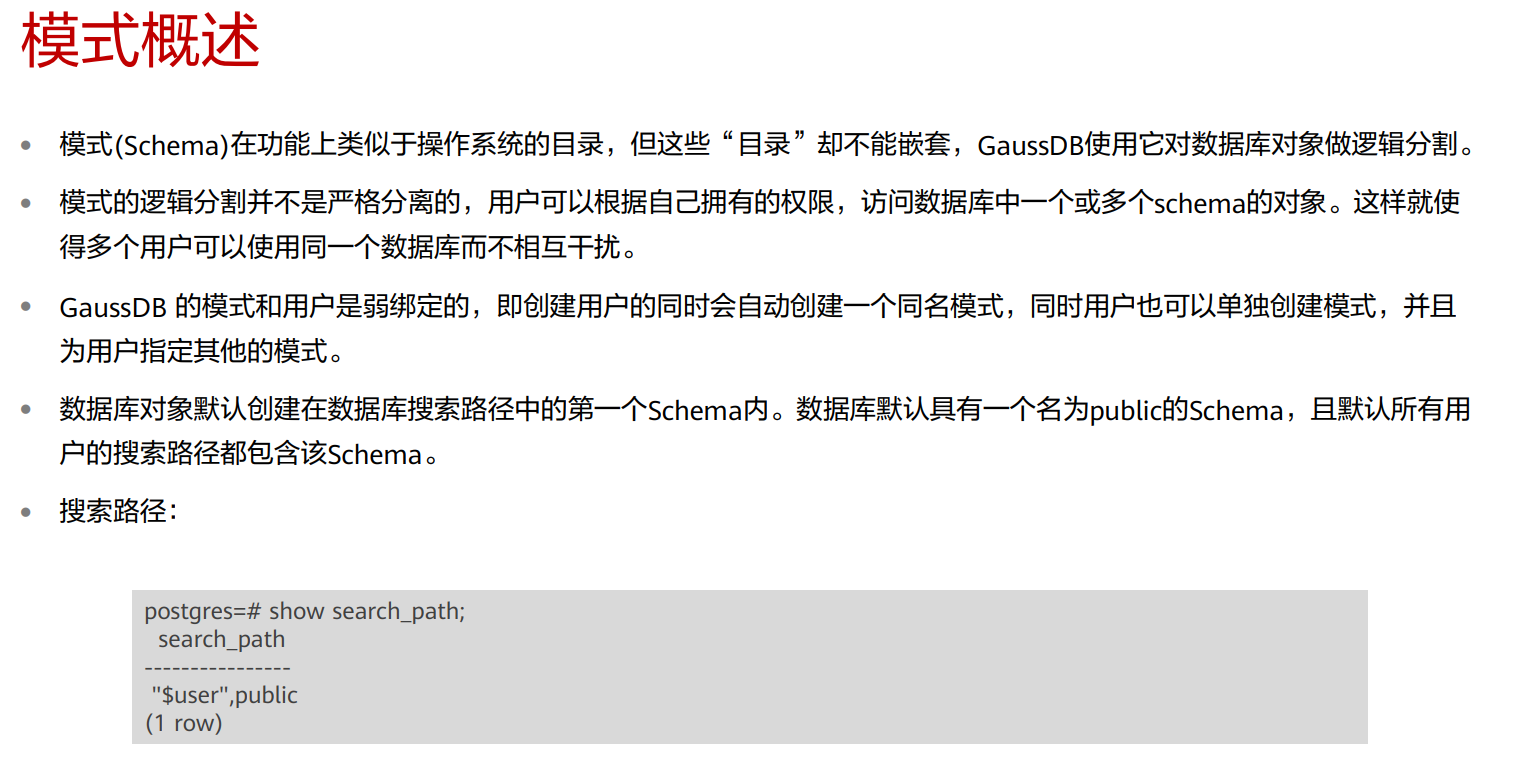 模式概述
• 模式(Schema)在功能上类似于操作系统的目录，但这些“目录”却不能嵌套，GaussDB使用它对数据库对象做逻辑分割。
• 模式的逻辑分割并不是严格分离的，用户可以根据自己拥有的权限，访问数据库中一个或多个schema的对象。这样就使
得多个用户可以使用同一个数据库而不相互干扰。
• GaussDB 的模式和用户是弱绑定的，即创建用户的同时会自动创建一个同名模式，同时用户也可以单独创建模式，并且
为用户指定其他的模式。
• 数据库对象默认创建在数据库搜索路径中的第一个Schema内。数据库默认具有一个名为public的Schema，且默认所有用
户的搜索路径都包含该Schema。
• 搜索路径：
postgres=# show search_path;
search_path
----------------
"$user",public
(1 row)